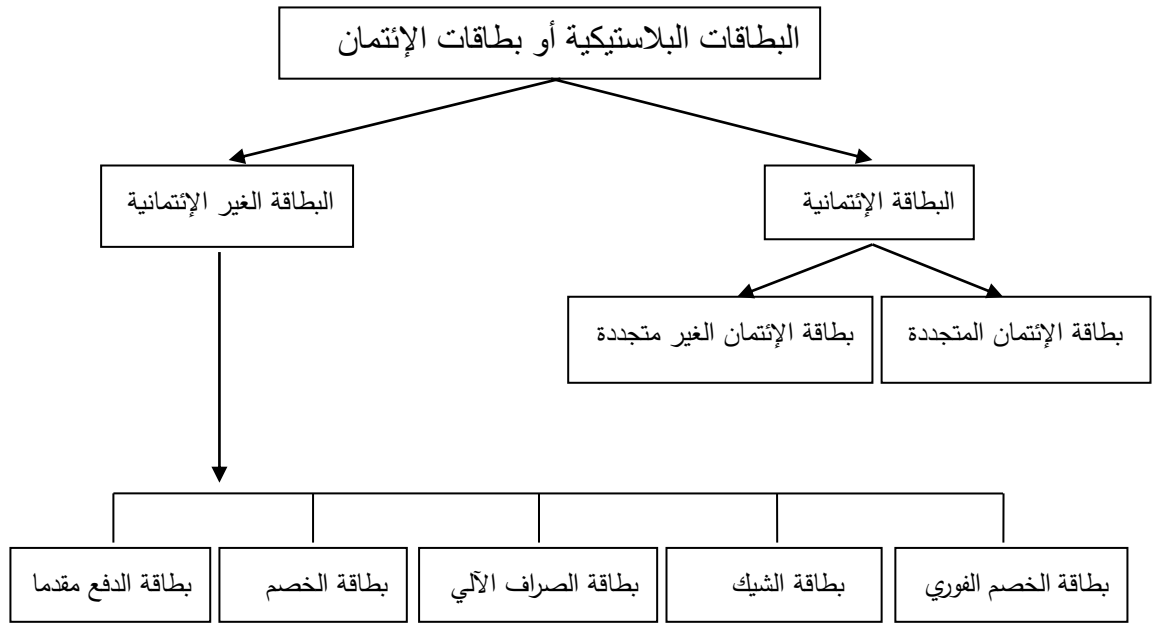 البطاقات البلاستيكية أو بطاقات الإئتمان
البطاقة الإئتمانية
البطاقة الغير الإئتمانية
بطاقة الإئتمان المتجددة
بطاقة الإئتمان الغير متجددة
بطاقة الخصم الفوري
بطاقة الشيك
بطاقة الصراف الآلي
بطاقة الخصم
بطاقة الدفع مقدما